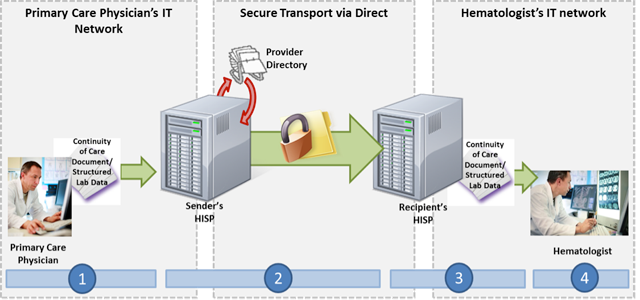 Primary Care Physician's IT
Network
Secure Transport via Direct
Hematologist's IT network
Provider
Directory
Continuity
of Care
Document/
Structured
Lab Data
Continuity
of Care
Document/
Structured
Lab Data
Sender's
HISP
Recipient's
HISP
Primary Care
Physician
Hematologist
1
2
3
4